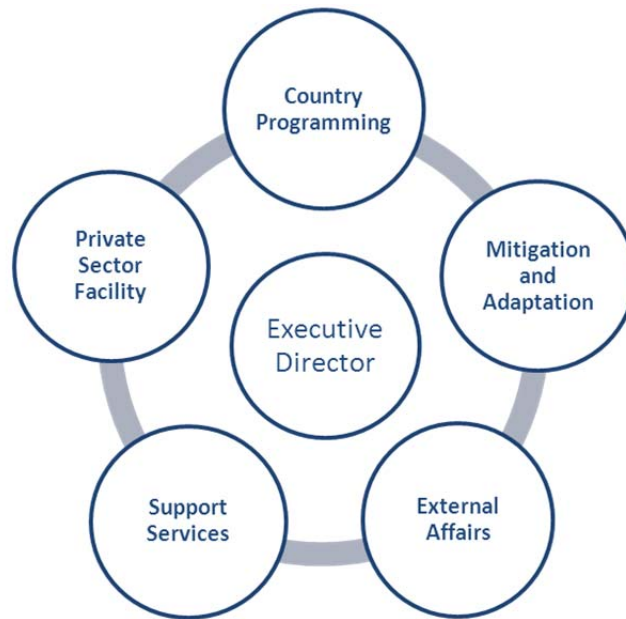 Country
Programming
Mitigation
and
Adaptation
External
Affairs
Support
Services
Private
Sector
Facility
Executive
Director